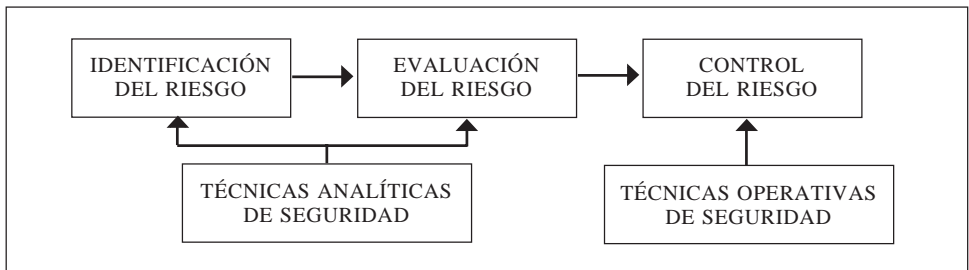 IDENTIFICACIÓN
DEL RIESGO
EVALUACIÓN
DEL RIESGO
CONTROL
DEL RIESGO
TÉCNICAS ANALÍTICAS
DE SEGURIDAD
TÉCNICAS OPERATIVAS
DE SEGURIDAD